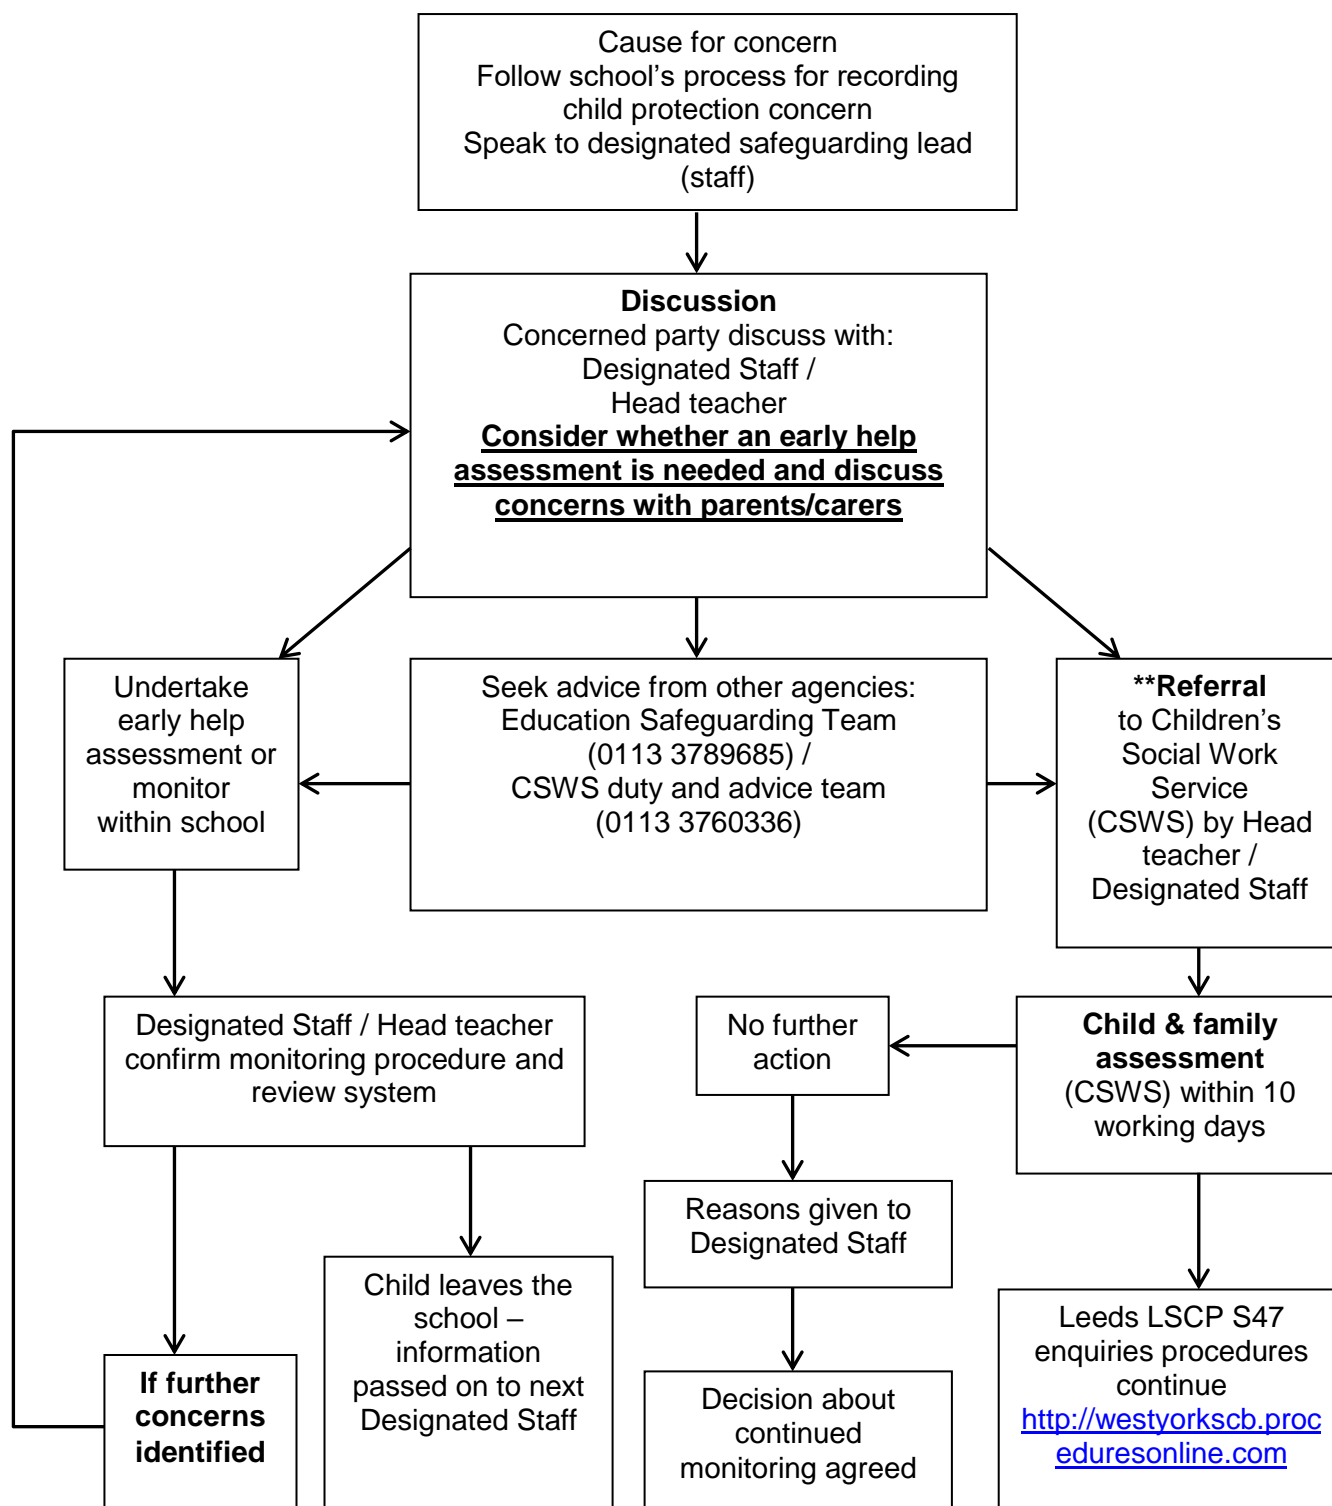 Cause for concern
Follow school’s process for recording
child protection concern
Speak to designated safeguarding lead
(staff)
Discussion
Concerned party discuss with:
Designated Staff /
Head teacher
Consider whether an early help
assessment is needed and discuss
concerns with parents/carers
Undertake
early help
assessment or
monitor
within school
Seek advice from other agencies:
Education Safeguarding Team
(0113 3789685) /
CSWS duty and advice team
(0113 3760336)
**Referral
to Children’s
Social Work
Service
(CSWS) by Head
teacher /
Designated Staff
Designated Staff / Head teacher
confirm monitoring procedure and
review system
No further
action
Child & family
assessment
(CSWS) within 10
working days
Reasons given to
Designated Staff
Child leaves the
school –
information
passed on to next
Designated Staff
If further
concerns
identified
Decision about
continued
monitoring agreed
Leeds LSCP S47
enquiries procedures
continue
http://westyorkscb.proc
eduresonline.com